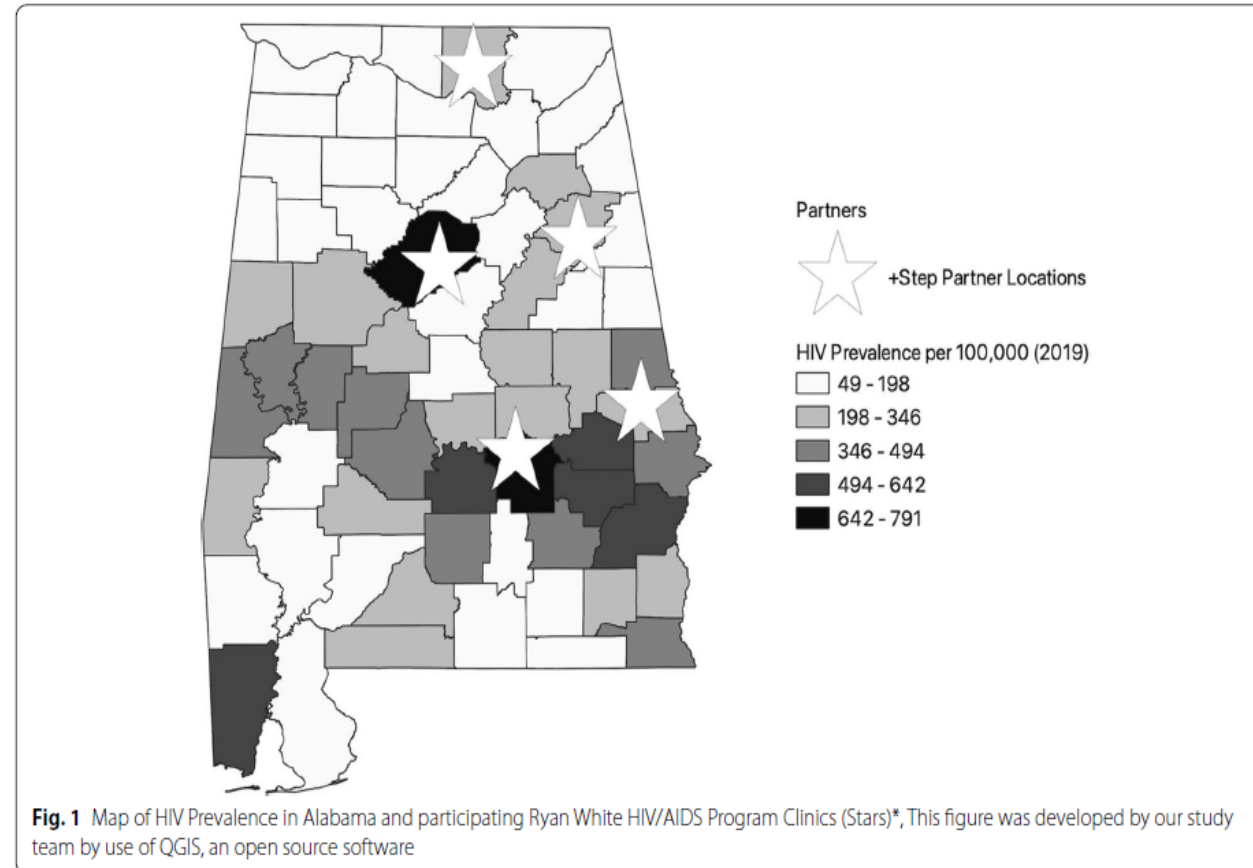 Partners
+Step Partner Locations
HIV Prevalence per 100,000 (2019)
49 - 198
198 - 346
346 - 494
494 - 642
642 - 791
Fig. 1 Map of HIV Prevalence in Alabama and participating Ryan White HIV/AIDS Program Clinics (Stars)*, This figure was developed by our study
team by use of QGIS, an open source software